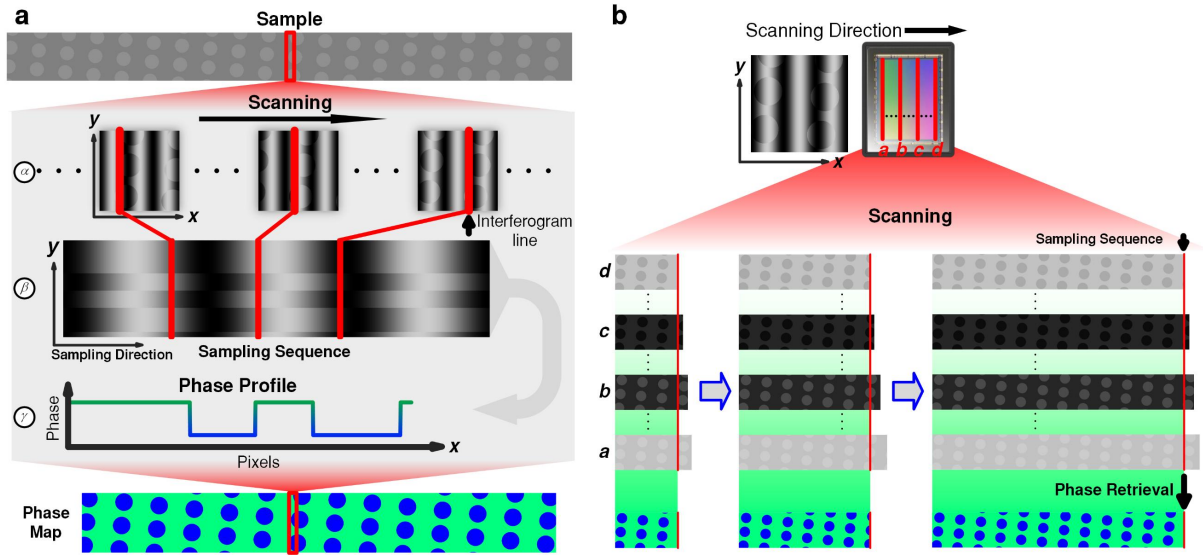 a
Sample
Scanning
y
α
x
Interferogram
line
y
β
Sampling Direction
Sampling Sequence
Phase Profile
γ
Phase
x
Pixels
Phase
Map
b
Scanning Direction
y
x
a b c d
Scanning
Sampling Sequence
d
c
b
a
Phase Retrieval